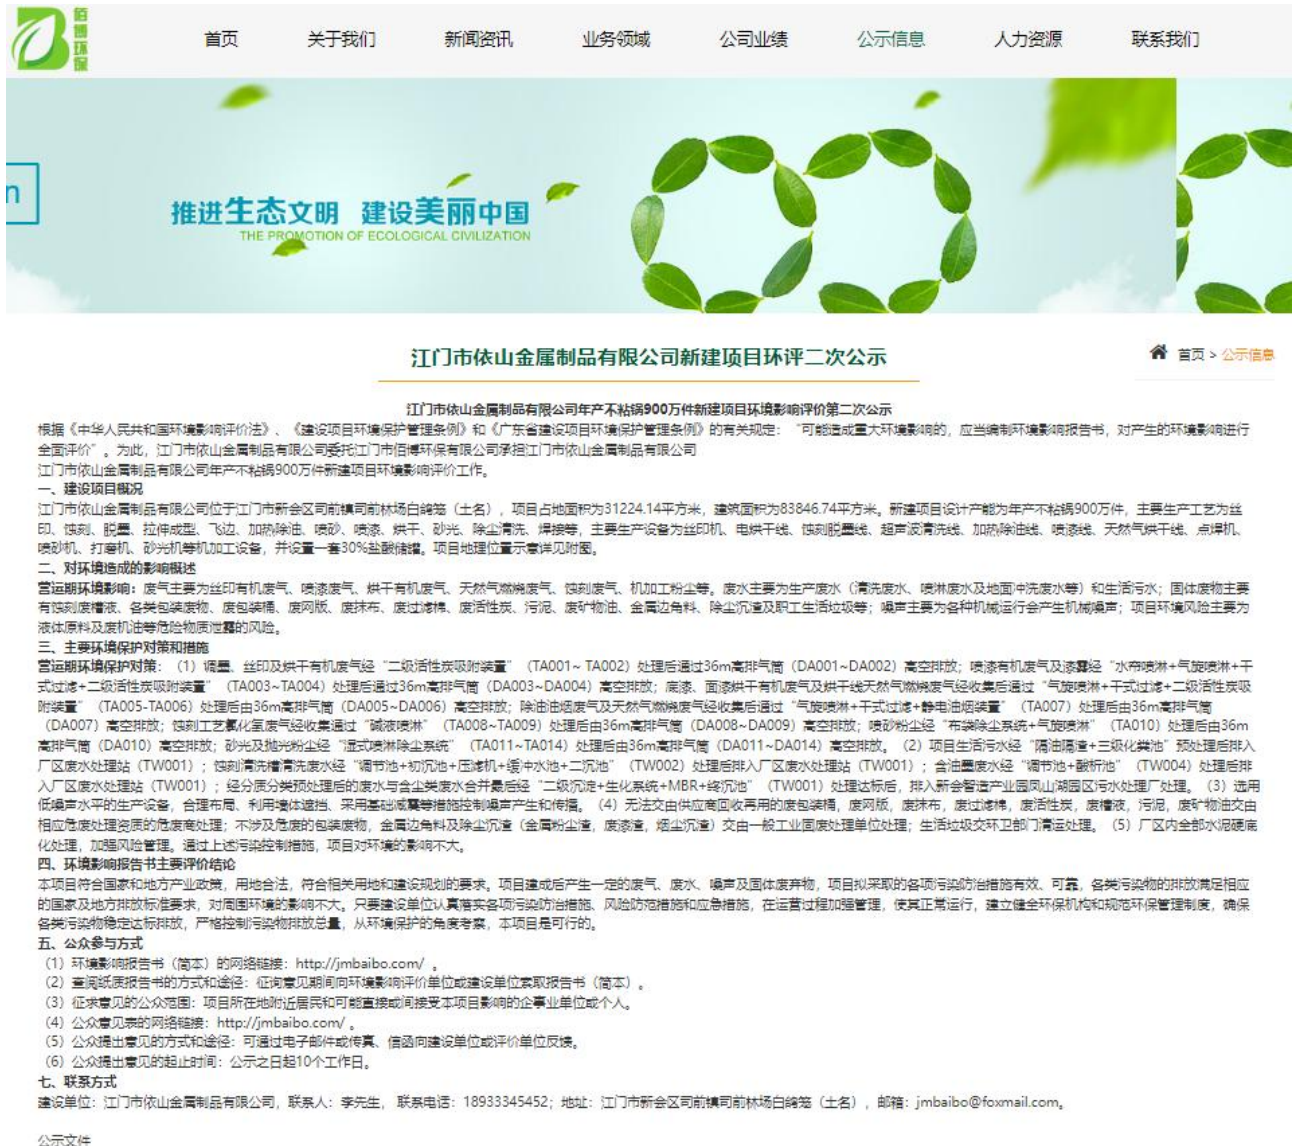 佰博环保
首页 关于我们 新闻资讯 业务领域 公司业绩 公示信息 人力资源 联系我们
n
推进生态文明 建设美丽中国
THE PROMOTION OF ECOLOGICAL CIVILIZATION
江门市依山金属制品有限公司新建项目环评二次公示
首页 > 公示信息
江门市依山金属制品有限公司年产不粘锅900万件新建项目环境影响评价第二次公示
根据《中华人民共和国环境影响评价法》、《建设项目环境保护管理条例》和《广东省建设项目环境保护管理条例》的有关规定：“可能造成重大环境影响的，应当编制环境影响报告书，对产生的环境影响进行
全面评价”。为此，江门市依山金属制品有限公司委托江门市佰博环保有限公司承担江门市依山金属制品有限公司
江门市依山金属制品有限公司年产不粘锅900万件新建项目环境影响评价工作。
一、建设项目概况
江门市依山金属制品有限公司位于江门市新会区司前镇司前林场白鸽笏（土名），项目占地面积为31224.14平方米，建筑面积为83846.74平方米。新建项目设计产能为年产不粘锅900万件，主要生产工艺为丝
印、蚀刻、脱墨、拉伸成型、飞边、加热除油、喷砂、喷漆、烘干、砂光、除尘清洗、焊接等，主要生产设备为丝印机、电烘干线、蚀刻脱墨线、超声波清洗线、加热除油线、喷漆线、天然气烘干线、点焊机、
喷砂机、打磨机、砂光机等机加工设备，并设置一套30%盐酸储罐。项目地理位置示意详见附图。
二、对环境造成的影响概述
营运期环境影响：废气主要为丝印有机废气、喷漆废气、烘干有机废气、天然气燃烧废气、蚀刻废气、机加工粉尘等。废水主要为生产废水（清洗废水、喷淋废水及地面冲洗废水等）和生活污水；固体废物主要
有蚀刻废槽液、各类包装废物、废包装桶、废网版、废抹布、废过滤棉、废活性炭、污泥、废矿物油、金属边角料、除尘沉渣及职工生活垃圾等；噪声主要为各种机械运行会产生机械噪声；项目环境风险主要为
液体原料及废机油等危险物质泄露的风险。
三、主要环境保护对策和措施
营运期环境保护对策：（1）调墨、丝印及烘干有机废气经“二级活性炭吸附装置”（TA001~ TA002）处理后通过36m高排气筒（DA001~DA002）高空排放；喷漆有机废气及漆雾经“水帘喷淋+气旋喷淋+干
式过滤+二级活性炭吸附装置”（TA003~TA004）处理后通过36m高排气筒（DA003~DA004）高空排放；底漆、面漆烘干有机废气及烘干线天然气燃烧废气经收集后通过“气旋喷淋+干式过滤+二级活性炭吸
附装置”（TA005-TA006）处理后由36m高排气筒（DA005~DA006）高空排放；除油油烟废气及天然气燃烧废气经收集后通过“气旋喷淋+干式过滤+静电油烟装置”（TA007）处理后由36m高排气筒
（DA007）高空排放；蚀刻工艺氯化氢废气经收集通过“碱液喷淋”（TA008~TA009）处理后由36m高排气筒（DA008~DA009）高空排放；喷砂粉尘经“布袋除尘系统+气旋喷淋”（TA010）处理后由36m
高排气筒（DA010）高空排放；砂光及抛光粉尘经“湿式喷淋除尘系统”（TA011~TA014）处理后由36m高排气筒（DA011~DA014）高空排放。（2）项目生活污水经“隔油隔渣+三级化粪池”预处理后排入
厂区废水处理站（TW001）；蚀刻清洗槽清洗废水经“调节池+初沉池+压滤机+缓冲水池+二沉池”（TW002）处理后排入厂区废水处理站（TW001）；含油墨废水经“调节池+酸析池”（TW004）处理后排
入厂区废水处理站（TW001）；经分质分类预处理后的废水与含尘类废水合并最后经“二级沉淀+生化系统+MBR+终沉池”（TW001）处理达标后，排入新会智造产业园凤山湖园区污水处理厂处理。（3）选用
低噪声水平的生产设备，合理布局、利用墙体遮挡、采用基础减震等措施控制噪声产生和传播。（4）无法交由供应商回收再用的废包装桶，废网版，废抹布，废过滤棉，废活性炭，废槽液，污泥，废矿物油交由
相应危废处理资质的危废商处理；不涉及危废的包装废物，金属边角料及除尘沉渣（金属粉尘渣，废漆渣，烟尘沉渣）交由一般工业固废处理单位处理；生活垃圾交环卫部门清运处理。（5）厂区内全部水泥硬底
化处理，加强风险管理。通过上述污染控制措施，项目对环境的影响不大。
四、环境影响报告书主要评价结论
本项目符合国家和地方产业政策，用地合法，符合相关用地和建设规划的要求。项目建成后产生一定的废气、废水、噪声及固体废弃物，项目拟采取的各项污染防治措施有效、可靠，各类污染物的排放满足相应
的国家及地方排放标准要求，对周围环境的影响不大。只要建设单位认真落实各项污染防治措施、风险防范措施和应急措施，在运营过程加强管理，使其正常运行，建立健全环保机构和规范环保管理制度，确保
各类污染物稳定达标排放，严格控制污染物排放总量，从环境保护的角度考察，本项目是可行的。
五、公众参与方式
（1）环境影响报告书（简本）的网络链接：http://jmbaibo.com/ 。
（2）查阅纸质报告书的方式和途径：征询意见期间向环境影响评价单位或建设单位索取报告书（简本）。
（3）征求意见的公众范围：项目所在地附近居民和可能直接或间接受本项目影响的企事业单位或个人。
（4）公众意见表的网络链接：http://jmbaibo.com/ 。
（5）公众提出意见的方式和途径：可通过电子邮件或传真、信函向建设单位或评价单位反馈。
（6）公众提出意见的起止时间：公示之日起10个工作日。
七、联系方式
建设单位：江门市依山金属制品有限公司，联系人：李先生， 联系电话：18933345452；地址：江门市新会区司前镇司前林场白鸽笏（土名），邮箱：jmbaibo@foxmail.com。
公示文件